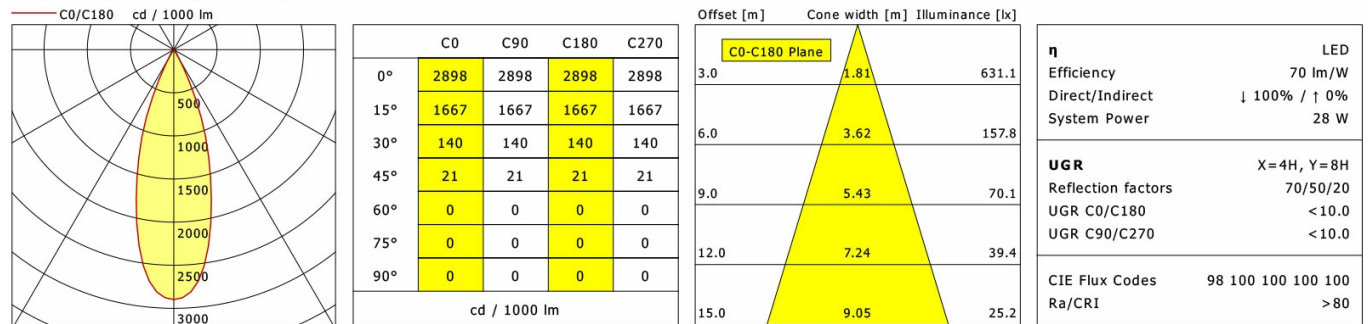 C0/C180 cd / 1000 lm
500
1000
1500
2000
2500
3000
C0 C90 C180 C270
0° 2898 2898 2898 2898
15° 1667 1667 1667 1667
30° 140 140 140 140
45° 21 21 21 21
60° 0 0 0 0
75° 0 0 0 0
90° 0 0 0 0
cd / 1000 lm
Offset [m] Cone width [m] Illuminance [lx]
C0-C180 Plane
3.0 1.81 631.1
6.0 3.62 157.8
9.0 5.43 70.1
12.0 7.24 39.4
15.0 9.05 25.2
η LED
Efficiency 70 lm/W
Direct/Indirect ↓ 100% / ↑ 0%
System Power 28 W
UGR X=4H, Y=8H
Reflection factors 70/50/20
UGR C0/C180 <10.0
UGR C90/C270 <10.0
CIE Flux Codes 98 100 100 100 100
Ra/CRI >80